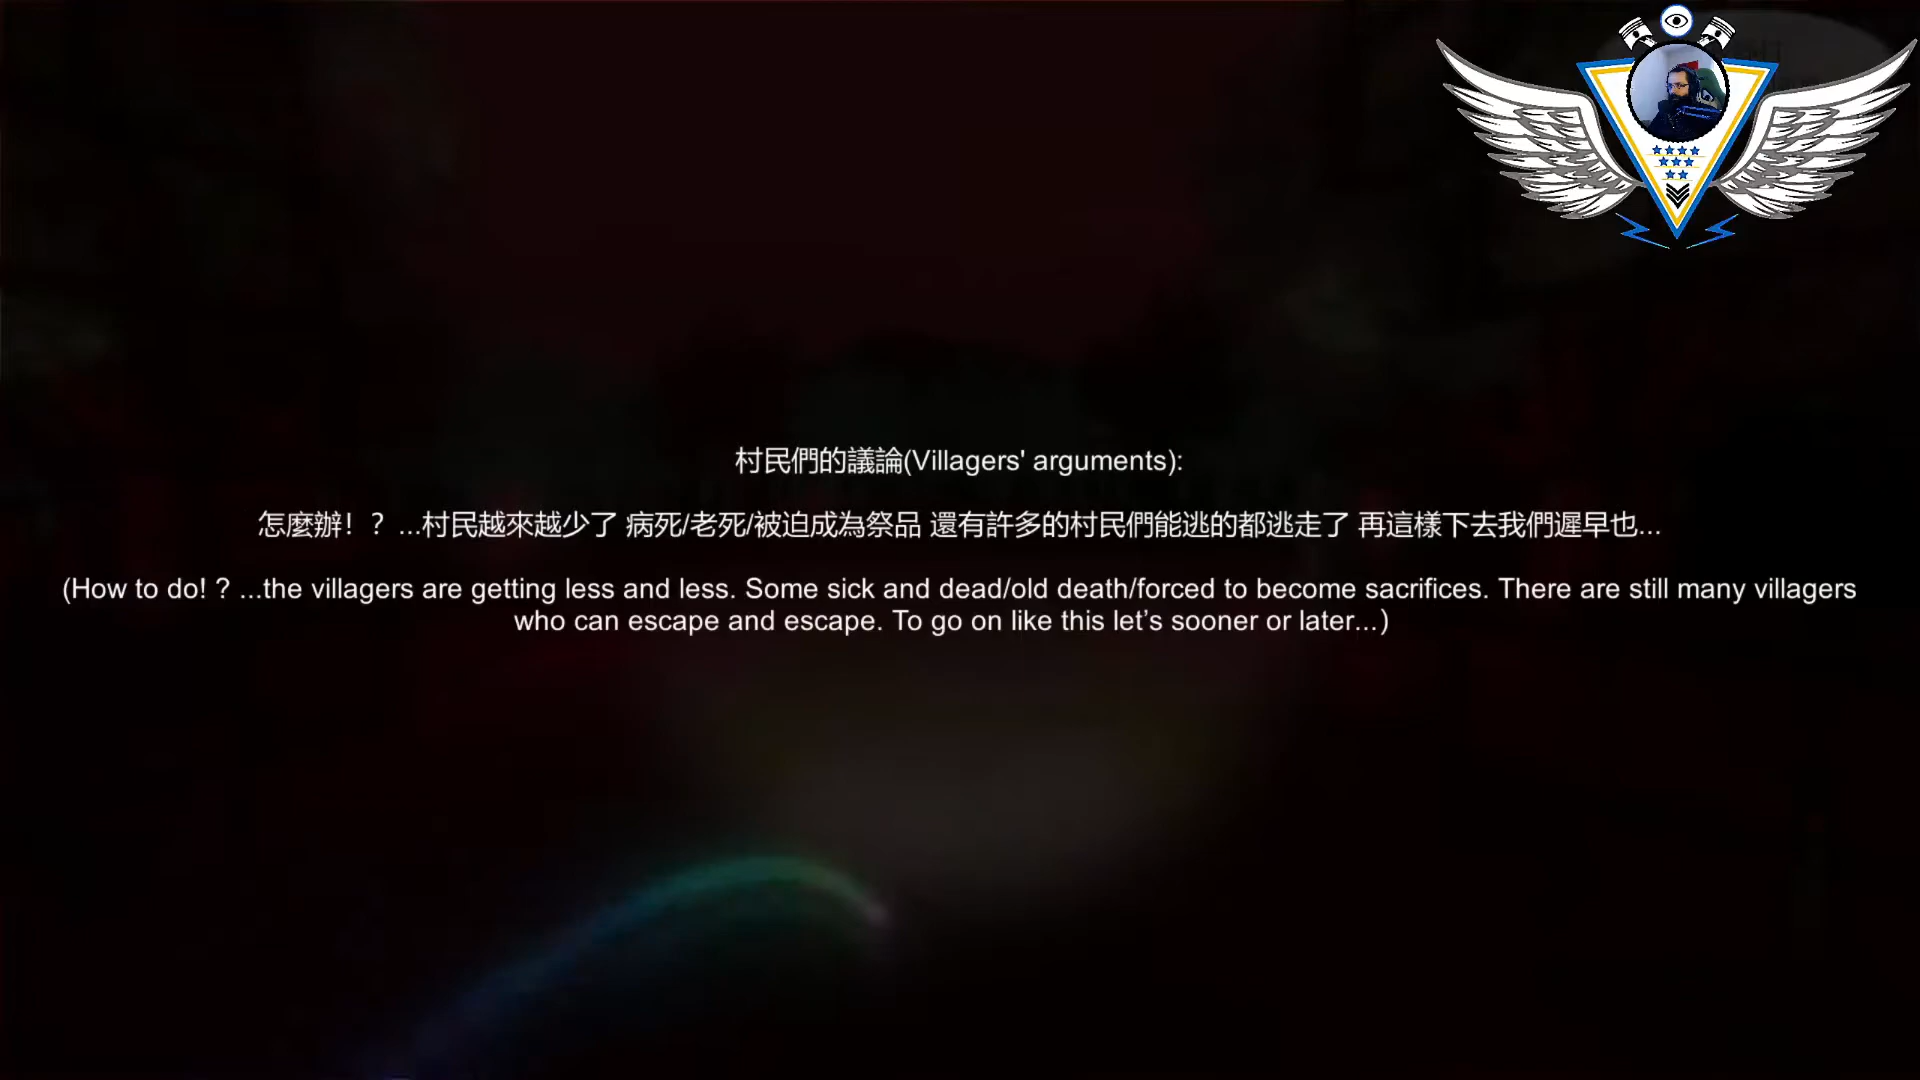 村民們的議論(Villagers' arguments):
怎麼辦！？...村民越來越少了 病死/老死/被迫成為祭品 還有許多的村民們能逃的都逃走了 再這樣下去我們遲早也...
(How to do! ? ...the villagers are getting less and less. Some sick and dead/old death/forced to become sacrifices. There are still many villagers
who can escape and escape. To go on like this let’s sooner or later...)